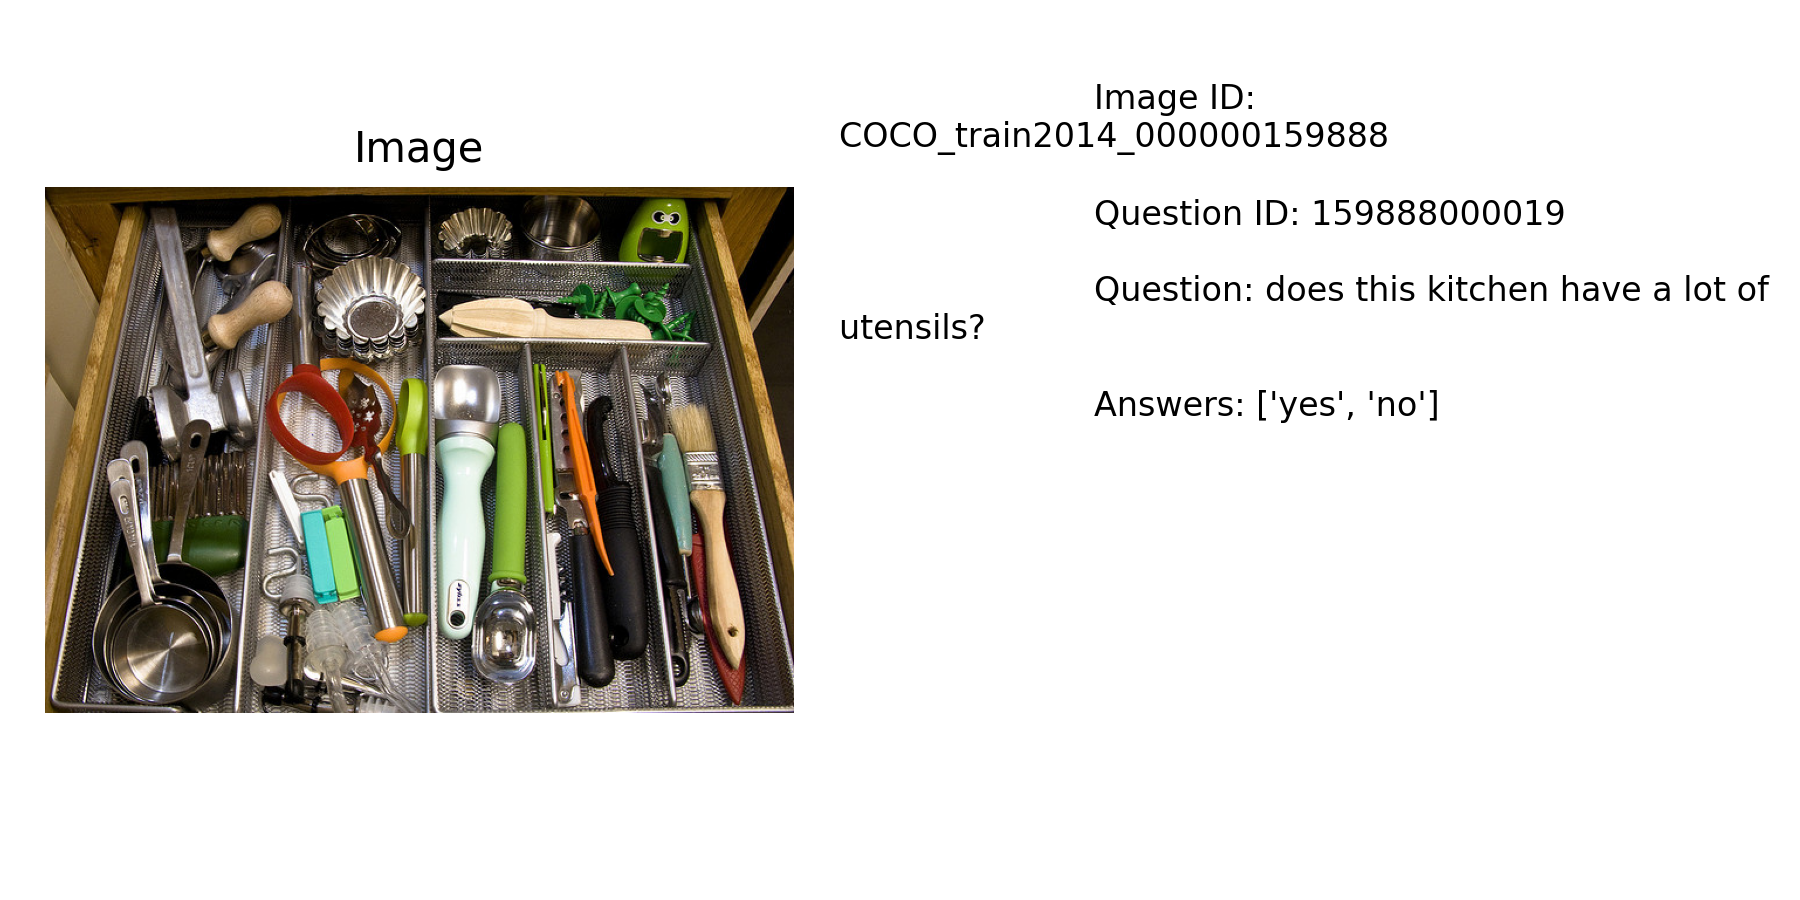 Image
Image ID:
COCO_train2014_000000159888
Question ID: 159888000019
Question: does this kitchen have a lot of
utensils?
Answers: ['yes', 'no']